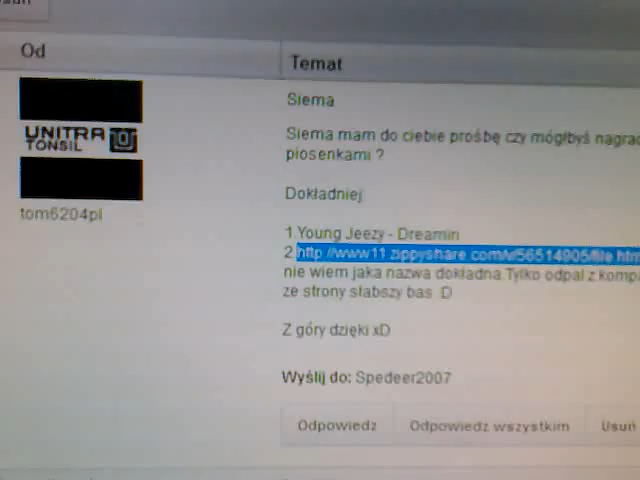 Od
Temat
UNITRA
TONSIL
tom6204pl
Siema
Siema mam do ciebie prośbę czy mógłbyś
piosenkami ?
Dokładniej
1.Young Jeezy - Dreamin
2.http://www11.zippyshare.com/v/56514905/file.htm
nie wiem jaka nazwa dokładna.Tylko odpal z
ze strony słabszy bas :D
Z góry dzięki xD
Wyślij do: Spedeer2007
Odpowiedz
Odpowiedz wszystkim
Usuń